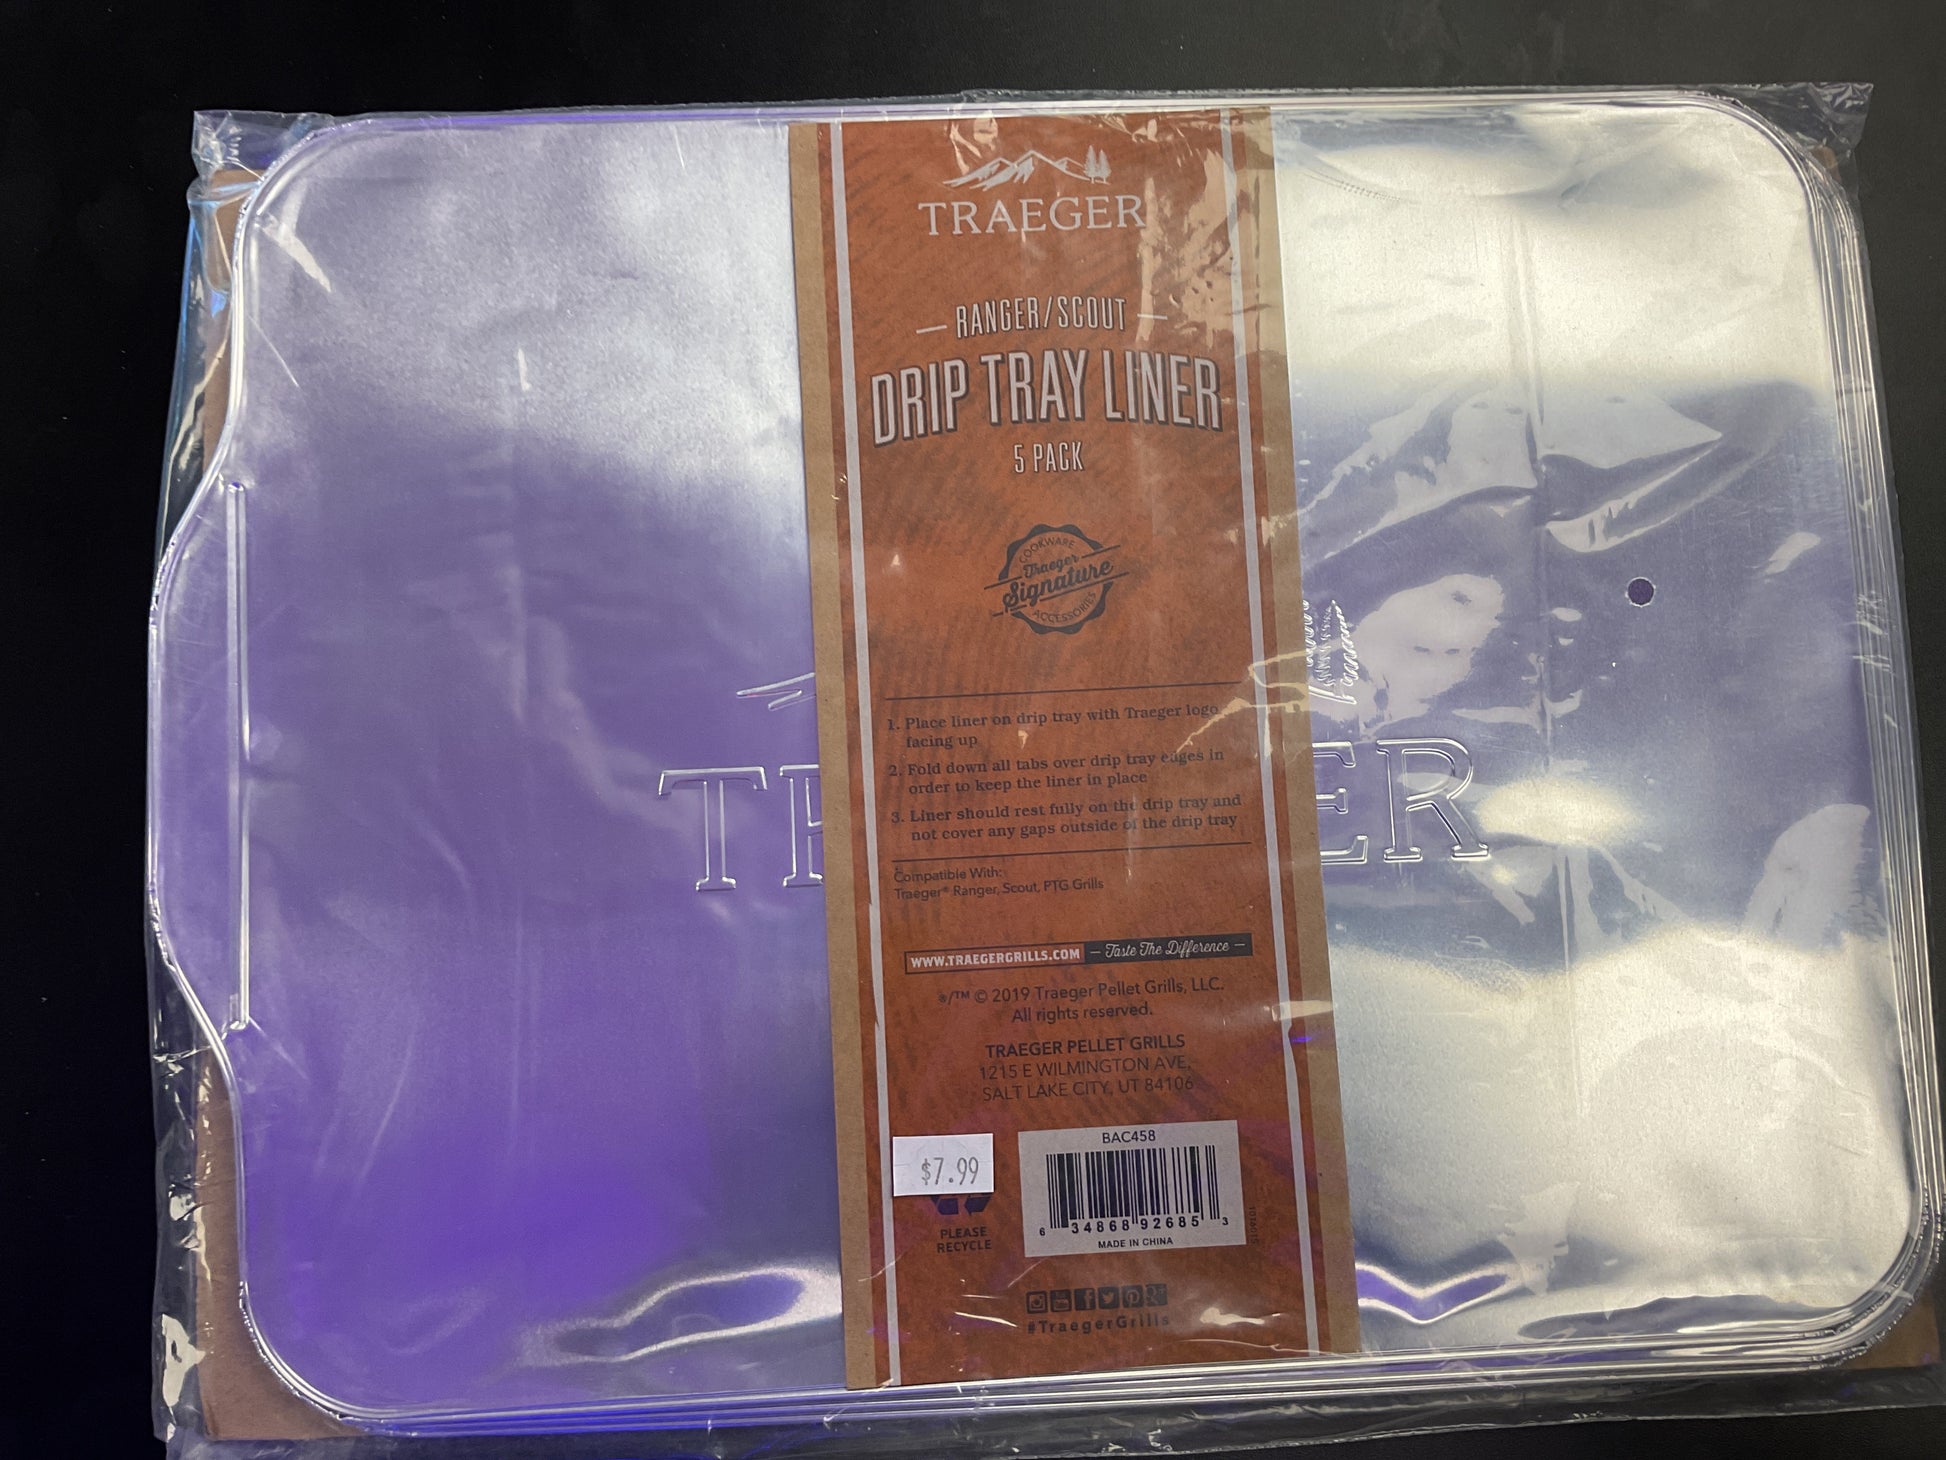 TRAEGER
RANGER/SCOUT
DRIP TRAY LINER
5 PACK
COOKWARE
Traeger
Signature
ACCESSORIES
1. Place liner on drip tray with Traeger logo
facing up
2. Fold down all tabs over drip tray edges in
order to keep the liner in place
3. Liner should rest fully on the drip tray and
not cover any gaps outside of the drip tray
Compatible With:
Traeger® Ranger, Scout, PTG Grills
WWW.TRAEGERGRILLS.COM — Taste The Difference —
®/™ © 2019 Traeger Pellet Grills, LLC.
All rights reserved.
TRAEGER PELLET GRILLS
1215 E WILMINGTON AVE,
SALT LAKE CITY, UT 84106
BAC458
$7.99
6 34868 92685 3
MADE IN CHINA
PLEASE
RECYCLE
#TraegerGrills